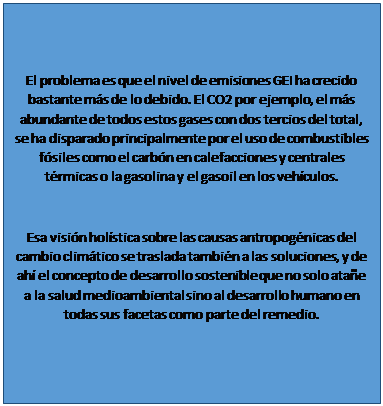 El problema es que el nivel de emisiones GEI ha crecido
bastante más de lo debido. El CO2 por ejemplo, el más
abundante de todos estos gases con dos tercios del total,
se ha disparado principalmente por el uso de combustibles
fósiles como el carbón en calefacciones y centrales
térmicas o la gasolina y el gasoil en los vehículos.
Esa visión holística sobre las causas antropogénicas del
cambio climático se traslada también a las soluciones, y de
ahí el concepto de desarrollo sostenible que no solo atañe
a la salud medioambiental sino al desarrollo humano en
todas sus facetas como parte del remedio.